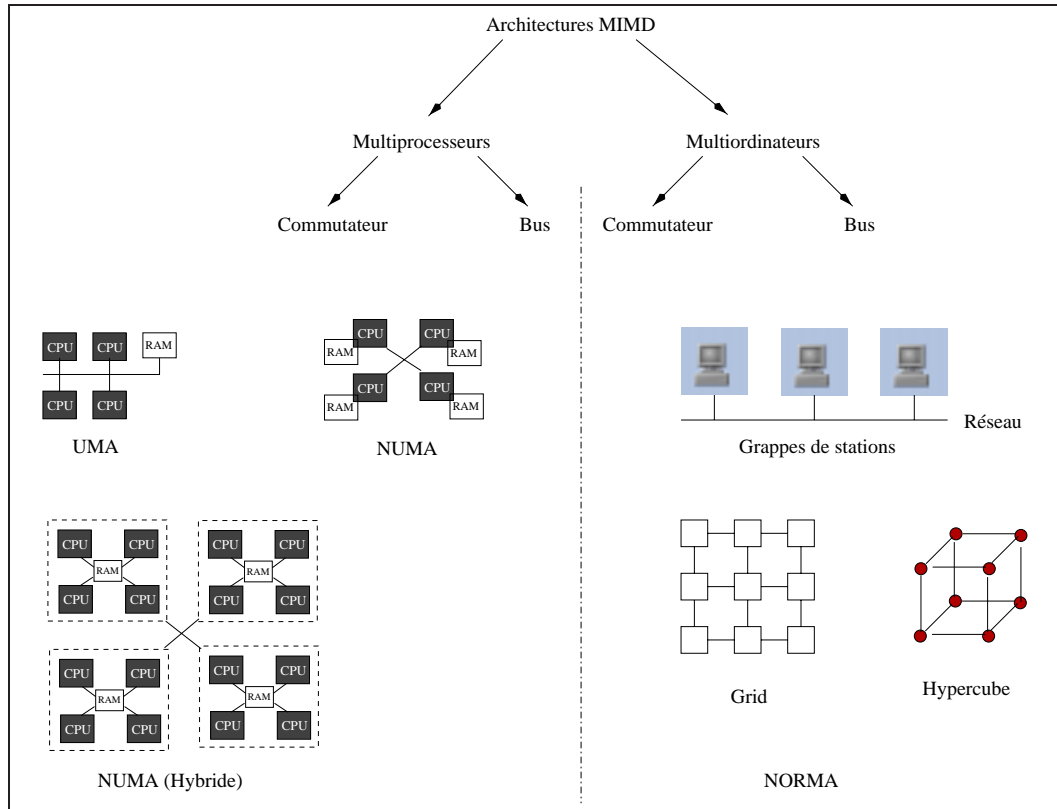 Architectures MIMD
Multiprocesseurs
Multiordinateurs
Commutateur
Bus
Commutateur
Bus
CPU
CPU
RAM
CPU
CPU
UMA
CPU
CPU
RAM
RAM
CPU
CPU
RAM
RAM
NUMA
Réseau
Grappes de stations
CPU
CPU
RAM
CPU
CPU
CPU
CPU
RAM
CPU
CPU
CPU
CPU
RAM
CPU
CPU
CPU
CPU
RAM
CPU
CPU
NUMA (Hybride)
Grid
Hypercube
NORMA